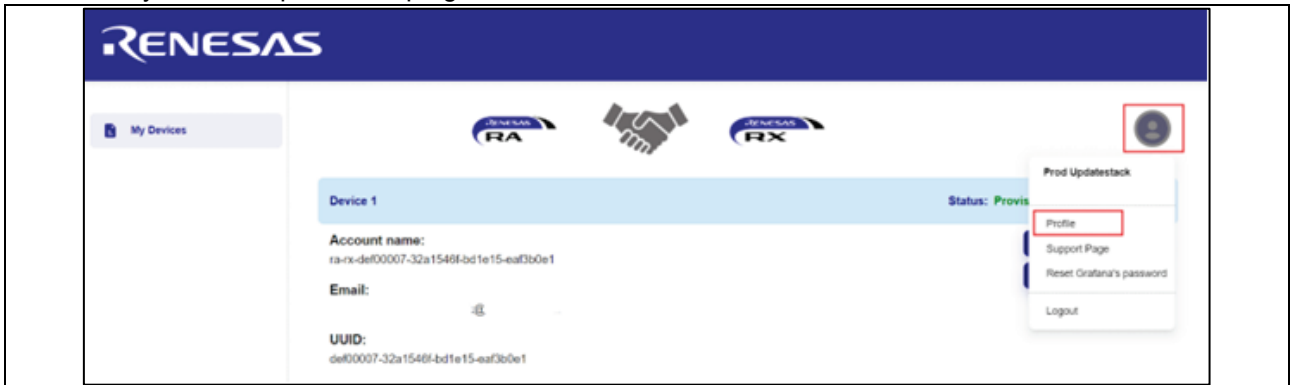 RENESAS
My Devices
RENESAS
RA
RENESAS
RX
Prod Updatestack
Device 1
Status: Provis
Profile
Account name:
ra-rx-def00007-32a1546f-bd1e15-eaf3b0e1
Support Page
Reset Grafana's password
Email:
Logout
UUID:
def00007-32a1546f-bd1e15-eaf3b0e1